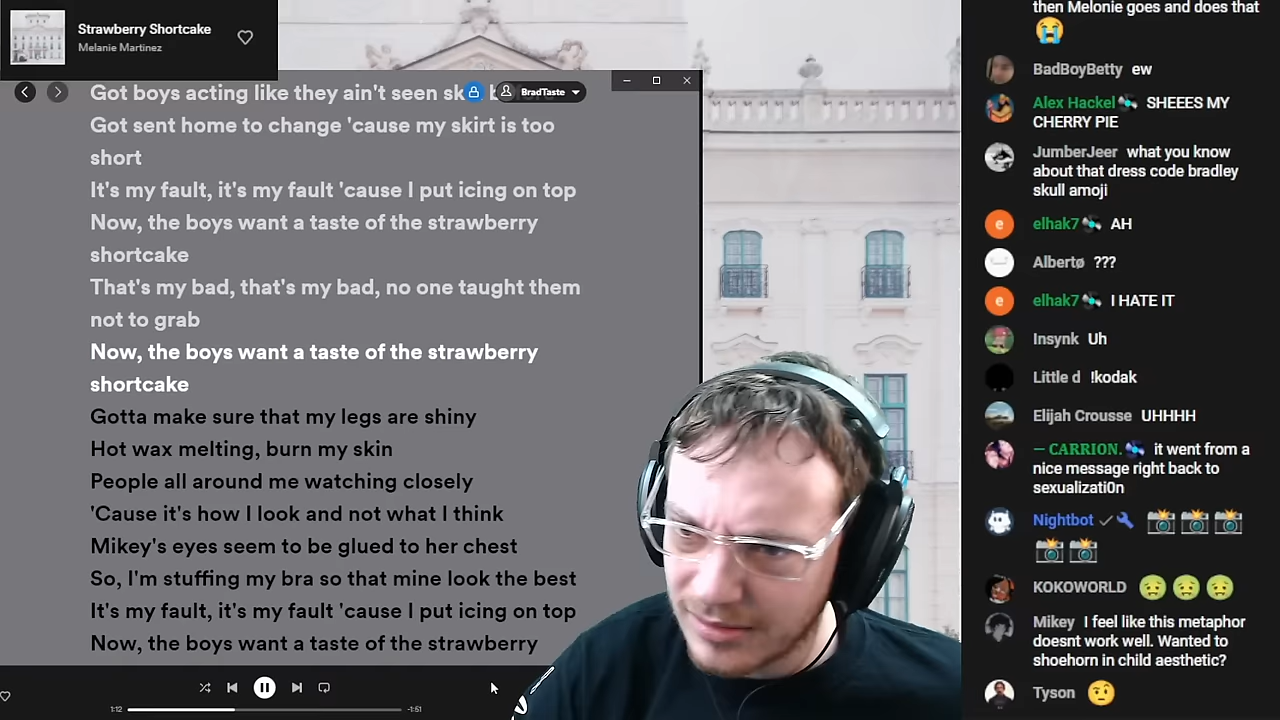 Strawberry Shortcake
Melanie Martinez
BradTaste
Got boys acting like they ain't seen
Got sent home to change 'cause my skirt is too
short
It's my fault, it's my fault 'cause I put icing on top
Now, the boys want a taste of the strawberry
shortcake
That's my bad, that's my bad, no one taught them
not to grab
Now, the boys want a taste of the strawberry
shortcake
Gotta make sure that my legs are shiny
Hot wax melting, burn my skin
People all around me watching closely
'Cause it's how I look and not what I think
Mikey's eyes seem to be glued to her chest
So, I'm stuffing my bra so that mine look the best
It's my fault, it's my fault 'cause I put icing on top
Now, the boys want a taste of the strawberry
1:12
-1:51
then Melonie goes and does that
BadBoyBetty ew
Alex Hackel SHEEES MY
CHERRY PIE
JumberJeer what you know
about that dress code bradley
skull amoji
e elhak7 AH
Albertø ???
e elhak7 I HATE IT
Insynk Uh
Little d !kodak
Elijah Crousse UHHHH
— CARRION. it went from a
nice message right back to
sexualizati0n
Nightbot
KOKOWORLD
Mikey I feel like this metaphor
doesnt work well. Wanted to
shoehorn in child aesthetic?
Tyson